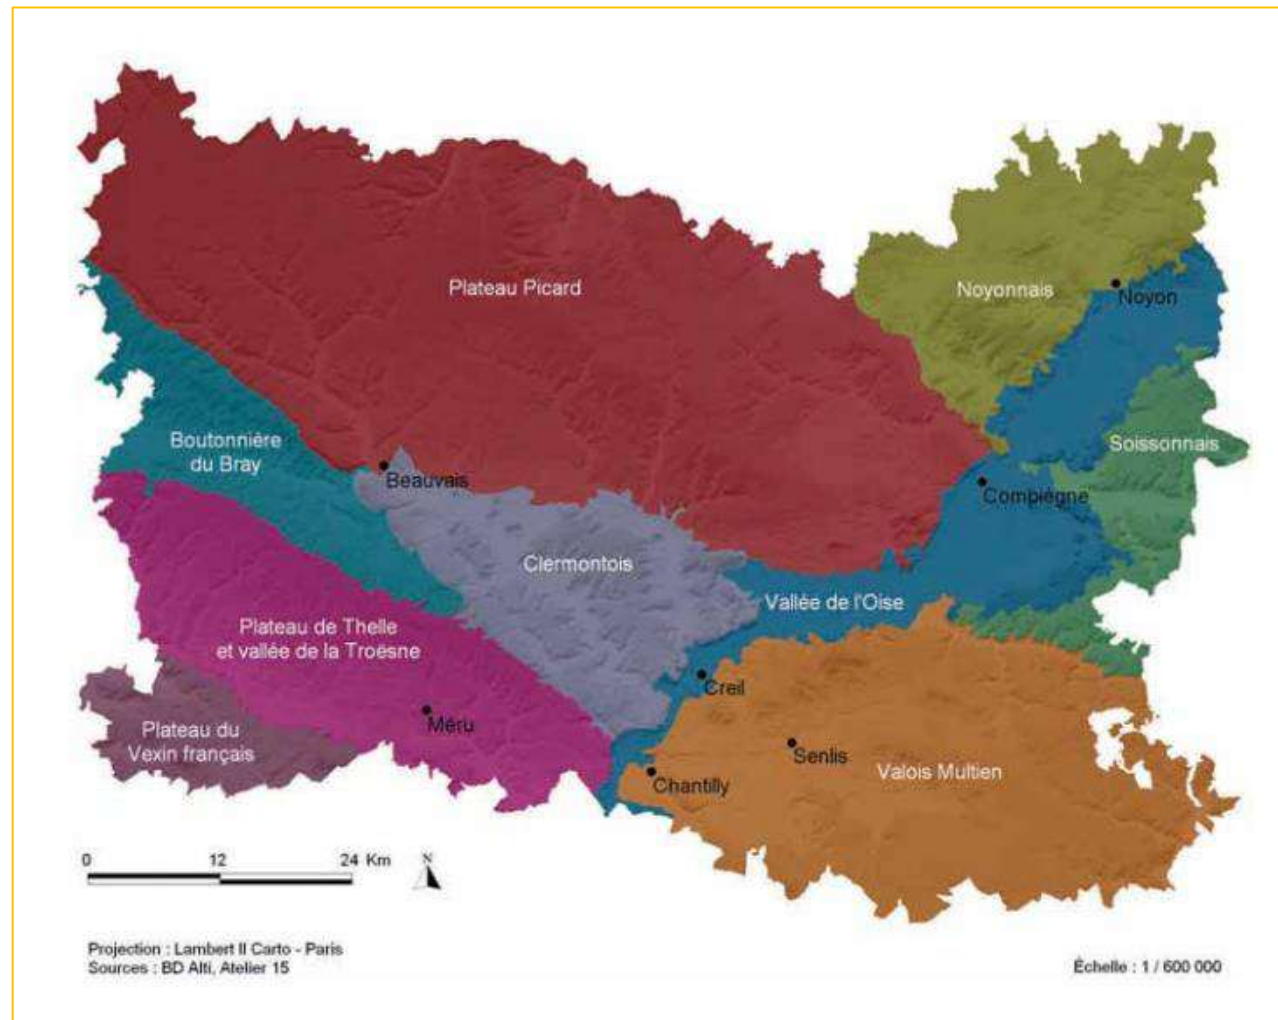 Plateau Picard
Noyonnais
Noyon
Boutonnière
du Bray
Soissonnais
Beauvais
Compiégne
Clermontois
Vallée de l'Oise
Plateau de Thelle
et vallée de la Troësne
Creil
Méru
Plateau du
Vexin français
Senlis
Valois Multien
Chantilly
0 12 24 Km
N
Projection : Lambert II Carto - Paris
Sources : BD Alti, Atelier 15
Échelle : 1 / 600 000